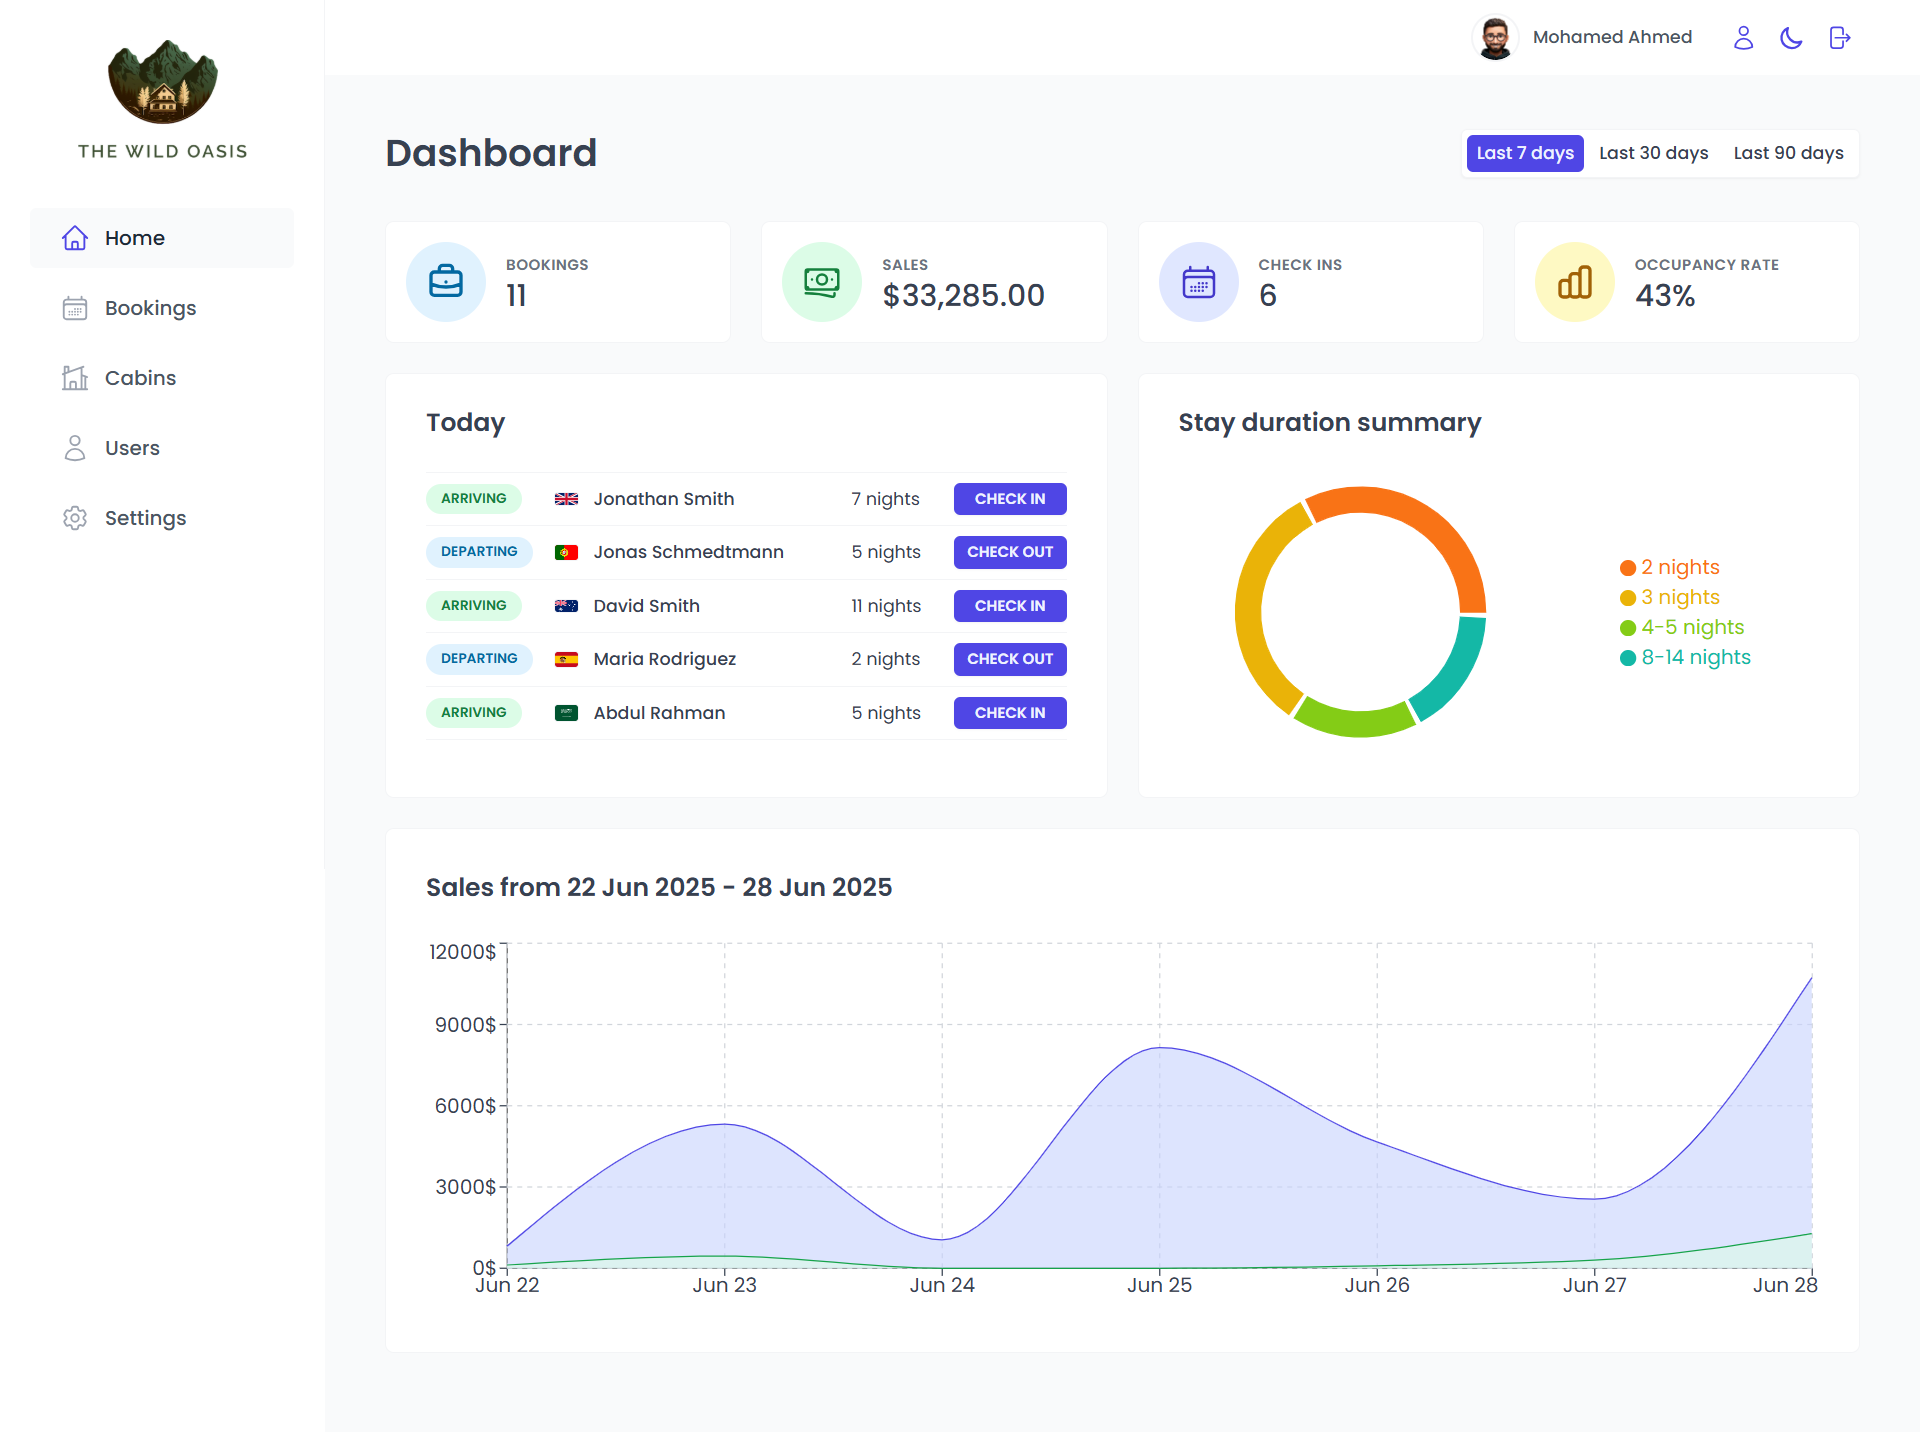 THE WILD OASIS
Home
Bookings
Cabins
Users
Settings
Mohamed Ahmed
Dashboard
Last 7 days Last 30 days Last 90 days
BOOKINGS
11
SALES
$33,285.00
CHECK INS
6
OCCUPANCY RATE
43%
Today
ARRIVING Jonathan Smith 7 nights CHECK IN
DEPARTING Jonas Schmedtmann 5 nights CHECK OUT
ARRIVING David Smith 11 nights CHECK IN
DEPARTING Maria Rodriguez 2 nights CHECK OUT
ARRIVING Abdul Rahman 5 nights CHECK IN
Stay duration summary
2 nights
3 nights
4-5 nights
8-14 nights
Sales from 22 Jun 2025 - 28 Jun 2025
12000$
9000$
6000$
3000$
0$
Jun 22 Jun 23 Jun 24 Jun 25 Jun 26 Jun 27 Jun 28